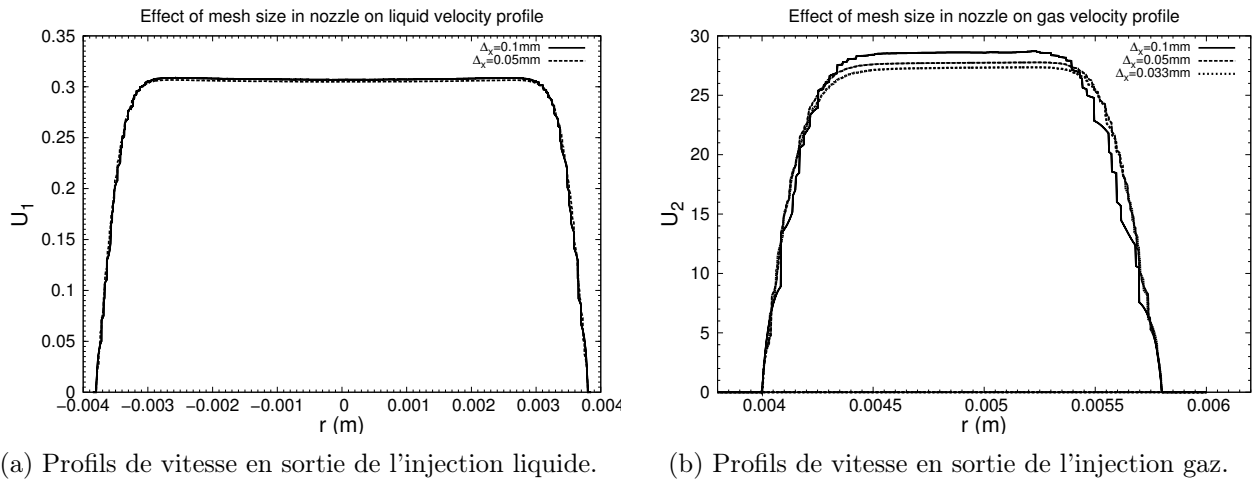 Effect of mesh size in nozzle on liquid velocity profile
0.35
0.3
0.25
0.2
0.15
0.1
0.05
0
U1
Δx=0.1mm
Δx=0.05mm
−0.004 −0.003 −0.002 −0.001 0 0.001 0.002 0.003 0.004
r (m)
(a) Profils de vitesse en sortie de l'injection liquide.
Effect of mesh size in nozzle on gas velocity profile
30
25
20
15
10
5
0
U2
Δx=0.1mm
Δx=0.05mm
Δx=0.033mm
0.004 0.0045 0.005 0.0055 0.006
r (m)
(b) Profils de vitesse en sortie de l'injection gaz.